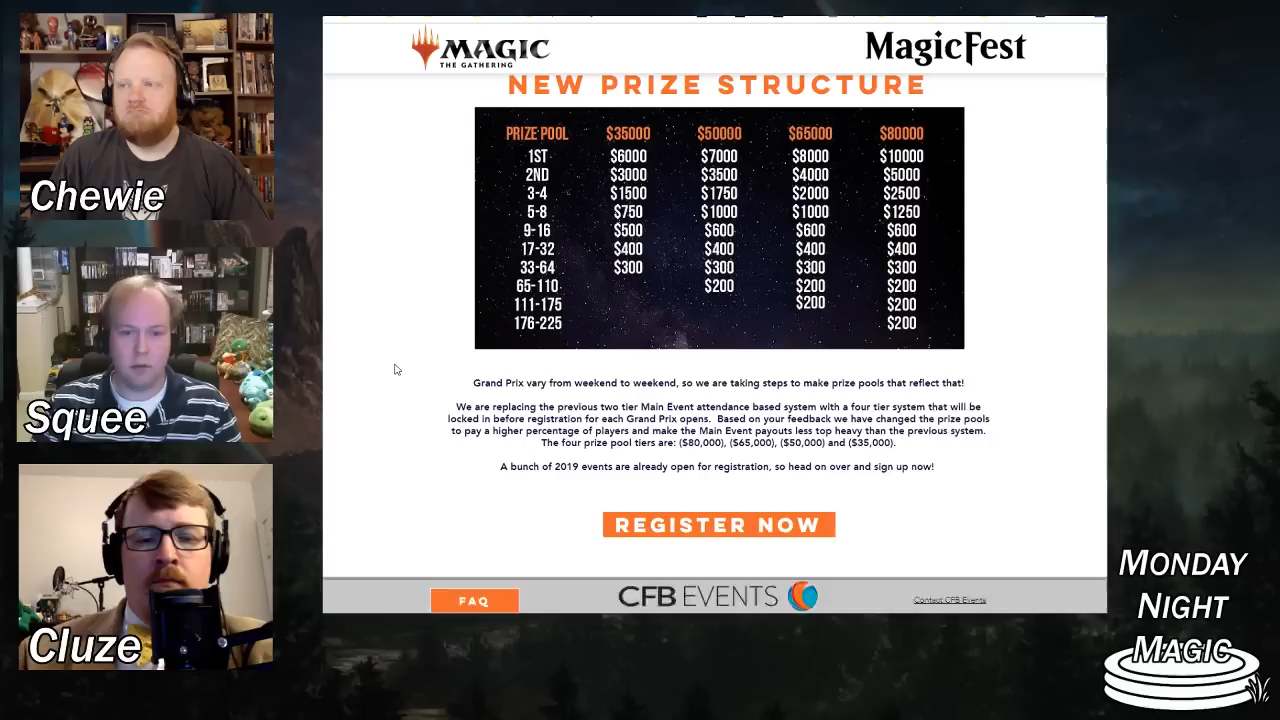 Chewie
Squee
Cluze
MAGIC
THE GATHERING
MagicFest
NEW PRIZE STRUCTURE
PRIZE POOL $35000 $50000 $65000 $80000
1ST $6000 $7000 $8000 $10000
2ND $3000 $3500 $4000 $5000
3-4 $1500 $1750 $2000 $2500
5-8 $750 $1000 $1000 $1250
9-16 $500 $600 $600 $600
17-32 $400 $400 $400 $400
33-64 $300 $300 $300 $300
65-110 $200 $200 $200
111-175 $200 $200
176-225 $200
Grand Prix vary from weekend to weekend, so we are taking steps to make prize pools that reflect that!
We are replacing the previous two tier Main Event attendance based system with a four tier system that will be
locked in before registration for each Grand Prix opens. Based on your feedback we have changed the prize pools
to pay a higher percentage of players and make the Main Event payouts less top heavy than the previous system.
The four prize pool tiers are: ($80,000), ($65,000), ($50,000) and ($35,000).
A bunch of 2019 events are already open for registration, so head on over and sign up now!
REGISTER NOW
FAQ
CFB EVENTS
Contact CFB Events
MONDAY
NIGHT
MAGIC